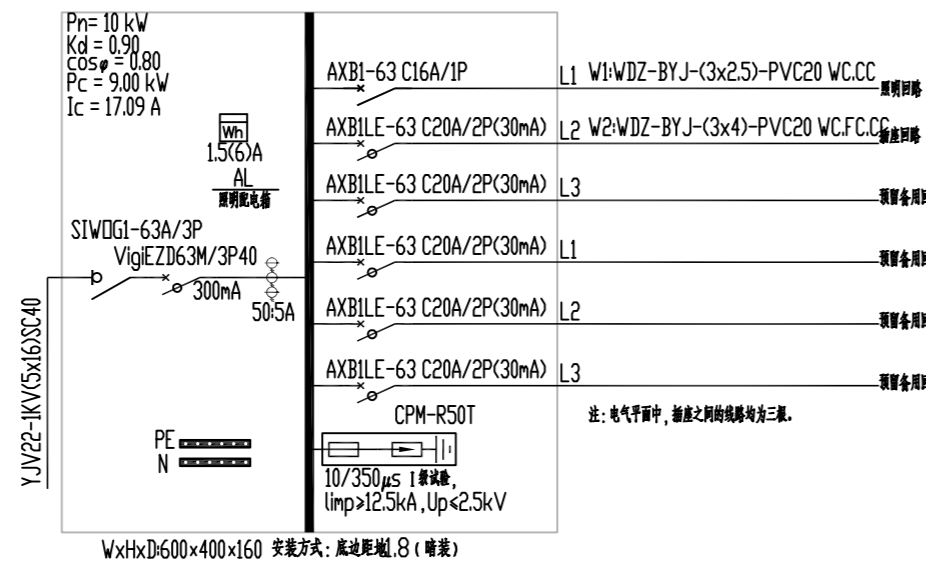 Pn= 10 kW
Kd = 0.90
cosφ = 0.80
Pc = 9.00 kW
Ic = 17.09 A
Wh
1.5(6)A
AL
照明配电箱
SIW□G1-63A/3P
VigiEZD63M/3P40
300mA
50:5A
YJV22-1KV(5x16)SC40
PE
N
AXB1-63 C16A/1P L1 W1:WDZ-BYJ-(3x2.5)-PVC20 WC.CC 照明回路
AXB1LE-63 C20A/2P(30mA) L2 W2:WDZ-BYJ-(3x4)-PVC20 WC.FC.CC 插座回路
AXB1LE-63 C20A/2P(30mA) L3 预留备用回
AXB1LE-63 C20A/2P(30mA) L1 预留备用回
AXB1LE-63 C20A/2P(30mA) L2 预留备用回
AXB1LE-63 C20A/2P(30mA) L3 预留备用回
注: 电气平面中, 插座之间的线路均为三根.
CPM-R50T
10/350μs I级试验,
Iimp≥12.5kA,Up≤2.5kV
WxHxD:600x400x160 安装方式: 底边距地1.8 (暗装)